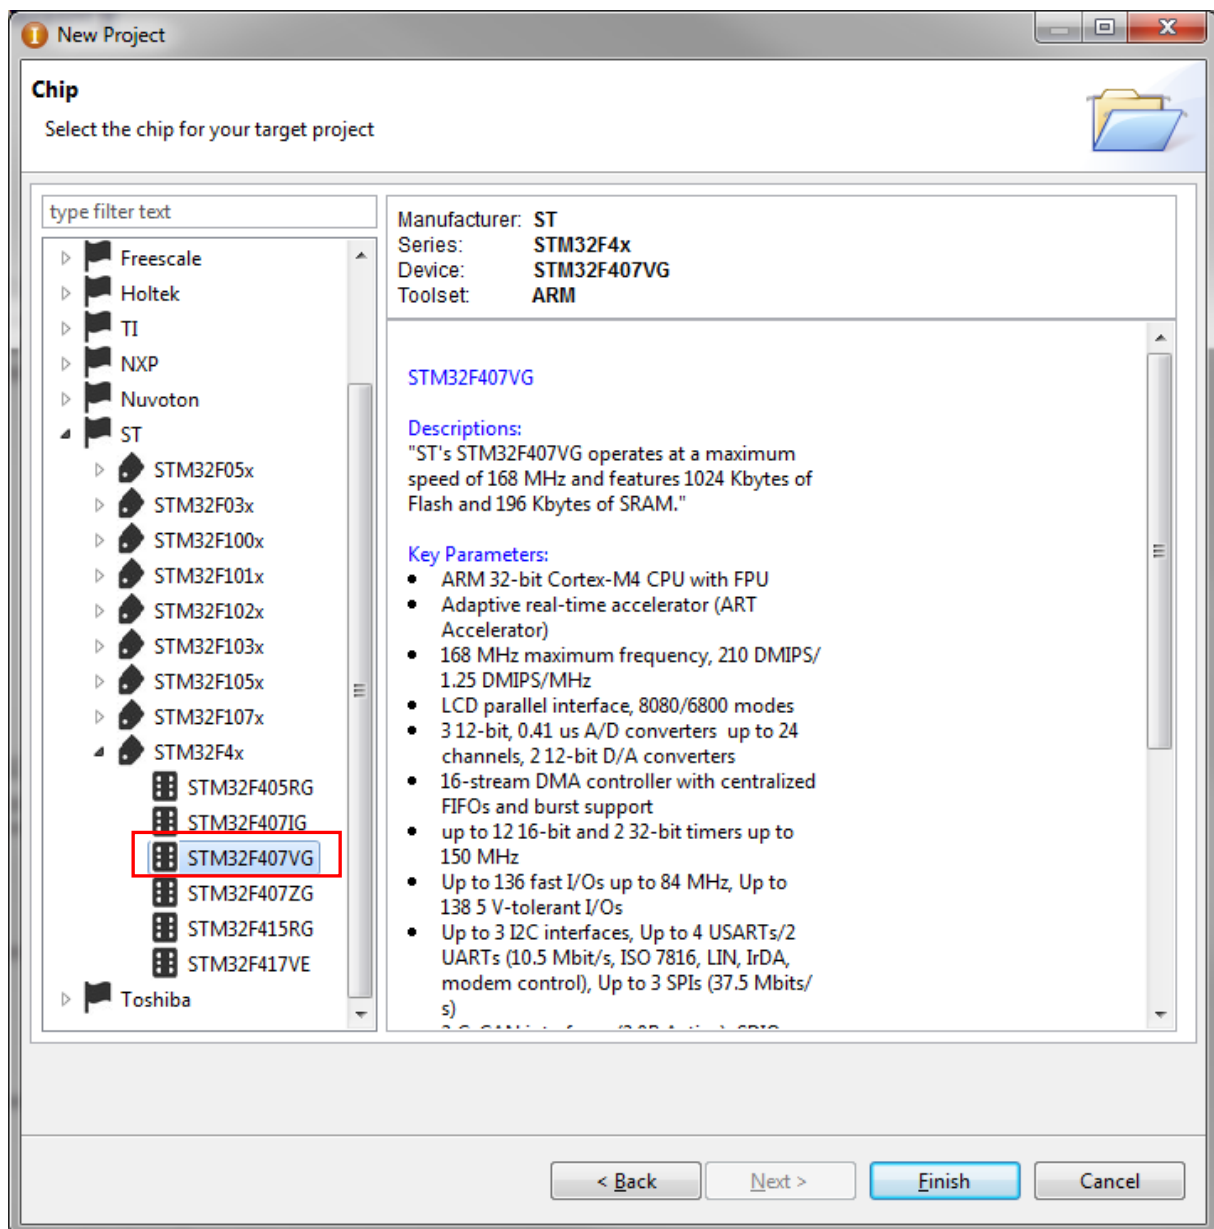 New Project
Chip
Select the chip for your target project
type filter text
Freescale
Holtek
TI
NXP
Nuvoton
ST
STM32F05x
STM32F03x
STM32F100x
STM32F101x
STM32F102x
STM32F103x
STM32F105x
STM32F107x
STM32F4x
STM32F405RG
STM32F407IG
STM32F407VG
STM32F407ZG
STM32F415RG
STM32F417VE
Toshiba
Manufacturer: ST
Series: STM32F4x
Device: STM32F407VG
Toolset: ARM
STM32F407VG
Descriptions:
"ST's STM32F407VG operates at a maximum
speed of 168 MHz and features 1024 Kbytes of
Flash and 196 Kbytes of SRAM."
Key Parameters:
• ARM 32-bit Cortex-M4 CPU with FPU
• Adaptive real-time accelerator (ART
Accelerator)
• 168 MHz maximum frequency, 210 DMIPS/
1.25 DMIPS/MHz
• LCD parallel interface, 8080/6800 modes
• 3 12-bit, 0.41 us A/D converters up to 24
channels, 2 12-bit D/A converters
• 16-stream DMA controller with centralized
FIFOs and burst support
• up to 12 16-bit and 2 32-bit timers up to
150 MHz
• Up to 136 fast I/Os up to 84 MHz, Up to
138 5 V-tolerant I/Os
• Up to 3 I2C interfaces, Up to 4 USARTs/2
UARTs (10.5 Mbit/s, ISO 7816, LIN, IrDA,
modem control), Up to 3 SPIs (37.5 Mbits/
s)
< Back
Next >
Finish
Cancel